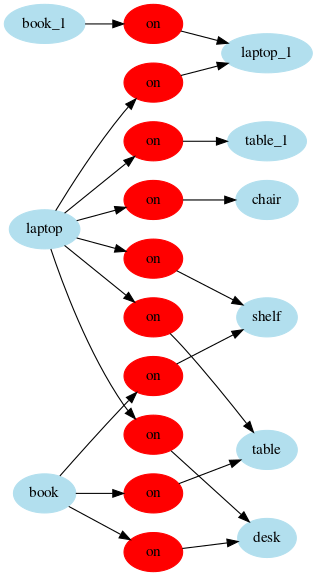 book_1
on
laptop_1
on
on
table_1
on
chair
laptop
on
on
shelf
on
on
table
book
on
desk
on